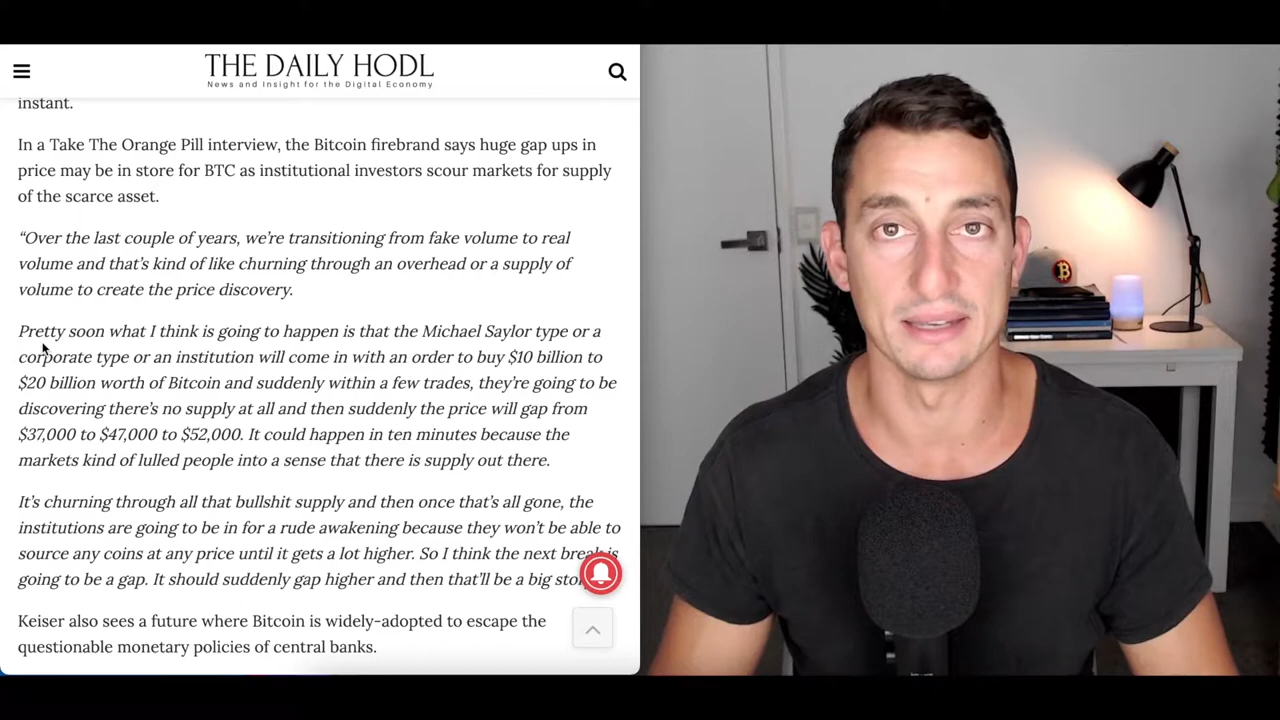 THE DAILY HODL
News and Insight for the Digital Economy
instant.
In a Take The Orange Pill interview, the Bitcoin firebrand says huge gap ups in
price may be in store for BTC as institutional investors scour markets for supply
of the scarce asset.
“Over the last couple of years, we’re transitioning from fake volume to real
volume and that’s kind of like churning through an overhead or a supply of
volume to create the price discovery.
Pretty soon what I think is going to happen is that the Michael Saylor type or a
corporate type or an institution will come in with an order to buy $10 billion to
$20 billion worth of Bitcoin and suddenly within a few trades, they’re going to be
discovering there’s no supply at all and then suddenly the price will gap from
$37,000 to $47,000 to $52,000. It could happen in ten minutes because the
markets kind of lulled people into a sense that there is supply out there.
It’s churning through all that bullshit supply and then once that’s all gone, the
institutions are going to be in for a rude awakening because they won’t be able to
source any coins at any price until it gets a lot higher. So I think the next break is
going to be a gap. It should suddenly gap higher and then that’ll be a big
Keiser also sees a future where Bitcoin is widely-adopted to escape the
questionable monetary policies of central banks.